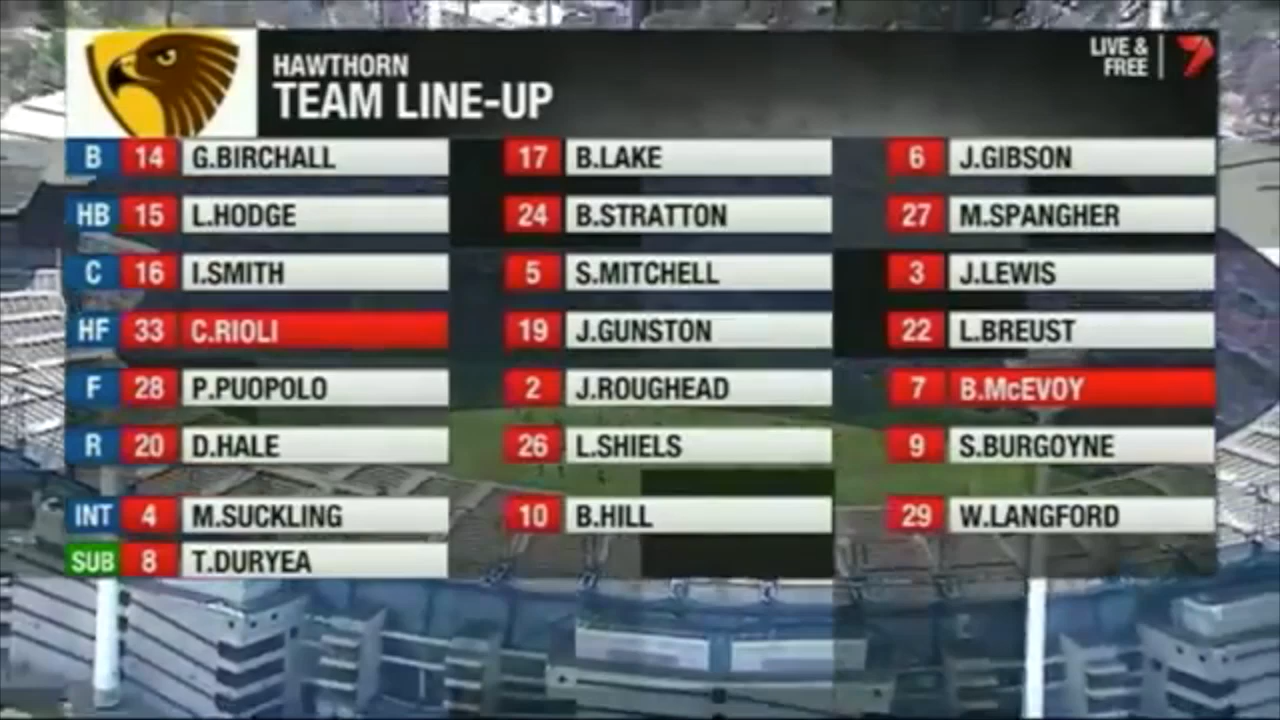 HAWTHORN
TEAM LINE-UP
LIVE &
FREE
B 14 G.BIRCHALL 17 B.LAKE 6 J.GIBSON
HB 15 L.HODGE 24 B.STRATTON 27 M.SPANGHER
C 16 I.SMITH 5 S.MITCHELL 3 J.LEWIS
HF 33 C.RIOLI 19 J.GUNSTON 22 L.BREUST
F 28 P.PUOPOLO 2 J.ROUGHEAD 7 B.McEVOY
R 20 D.HALE 26 L.SHIELS 9 S.BURGOYNE
INT 4 M.SUCKLING 10 B.HILL 29 W.LANGFORD
SUB 8 T.DURYEA